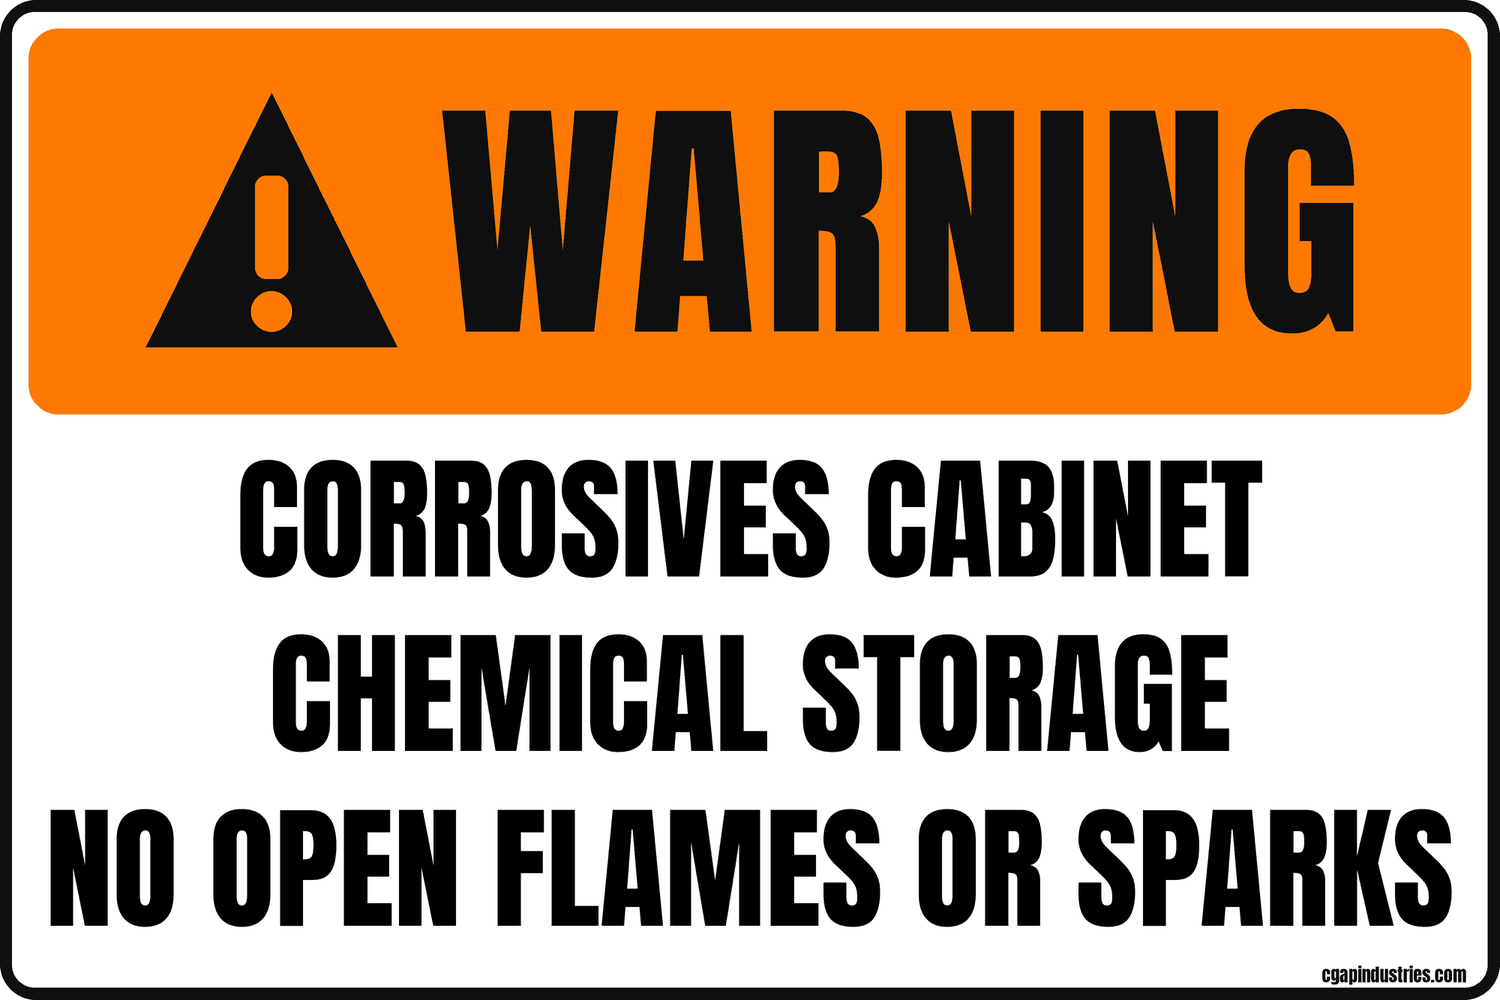 WARNING
CORROSIVES CABINET
CHEMICAL STORAGE
NO OPEN FLAMES OR SPARKS
cgapindustries.com